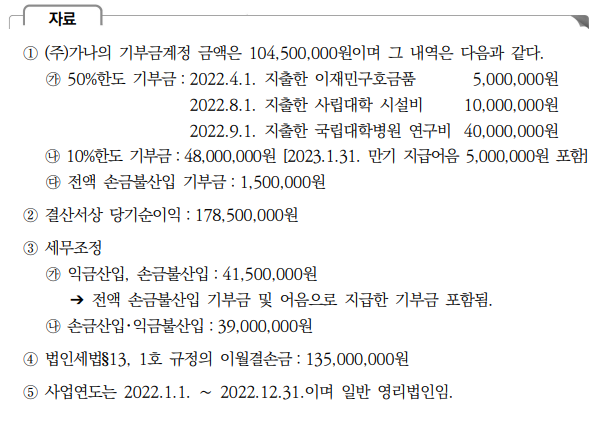 자료
① (주)가나의 기부금계정 금액은 104,500,000원이며 그 내역은 다음과 같다.
㉮ 50%한도 기부금 : 2022.4.1. 지출한 이재민구호금품 5,000,000원
2022.8.1. 지출한 사립대학 시설비 10,000,000원
2022.9.1. 지출한 국립대학병원 연구비 40,000,000원
㉯ 10%한도 기부금 : 48,000,000원 [2023.1.31. 만기 지급어음 5,000,000원 포함]
㉰ 전액 손금불산입 기부금 : 1,500,000원
② 결산서상 당기순이익 : 178,500,000원
③ 세무조정
㉮ 익금산입, 손금불산입 : 41,500,000원
➔ 전액 손금불산입 기부금 및 어음으로 지급한 기부금 포함됨.
㉯ 손금산입·익금불산입 : 39,000,000원
④ 법인세법§13, 1호 규정의 이월결손금 : 135,000,000원
⑤ 사업연도는 2022.1.1. ~ 2022.12.31.이며 일반 영리법인임.